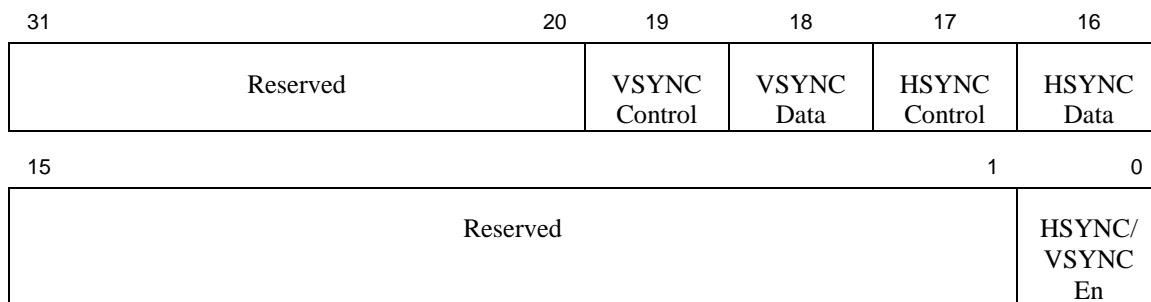 31 20 19 18 17 16
Reserved VSYNC VSYNC HSYNC HSYNC
Control Data Control Data
15 1 0
Reserved HSYNC/
VSYNC
En